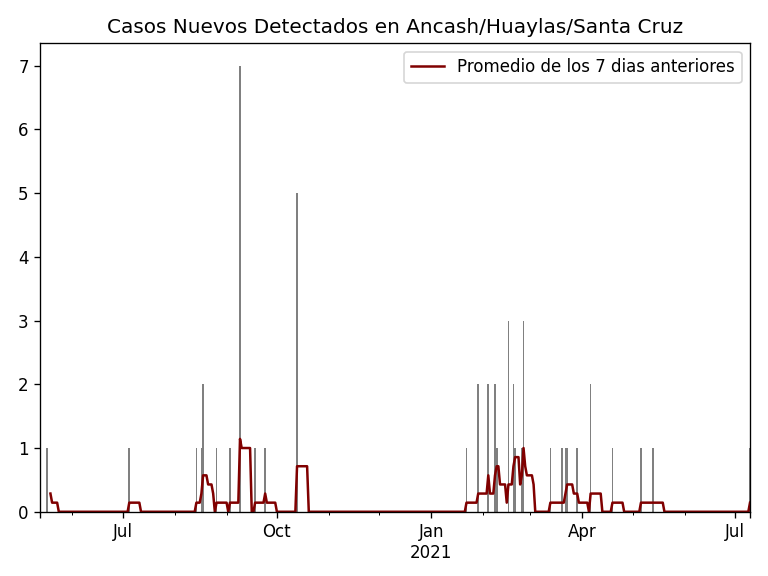 Casos Nuevos Detectados en Ancash/Huaylas/Santa Cruz
Promedio de los 7 dias anteriores
7
6
5
4
3
2
1
0
Jul
Oct
Jan
Apr
Jul
2021